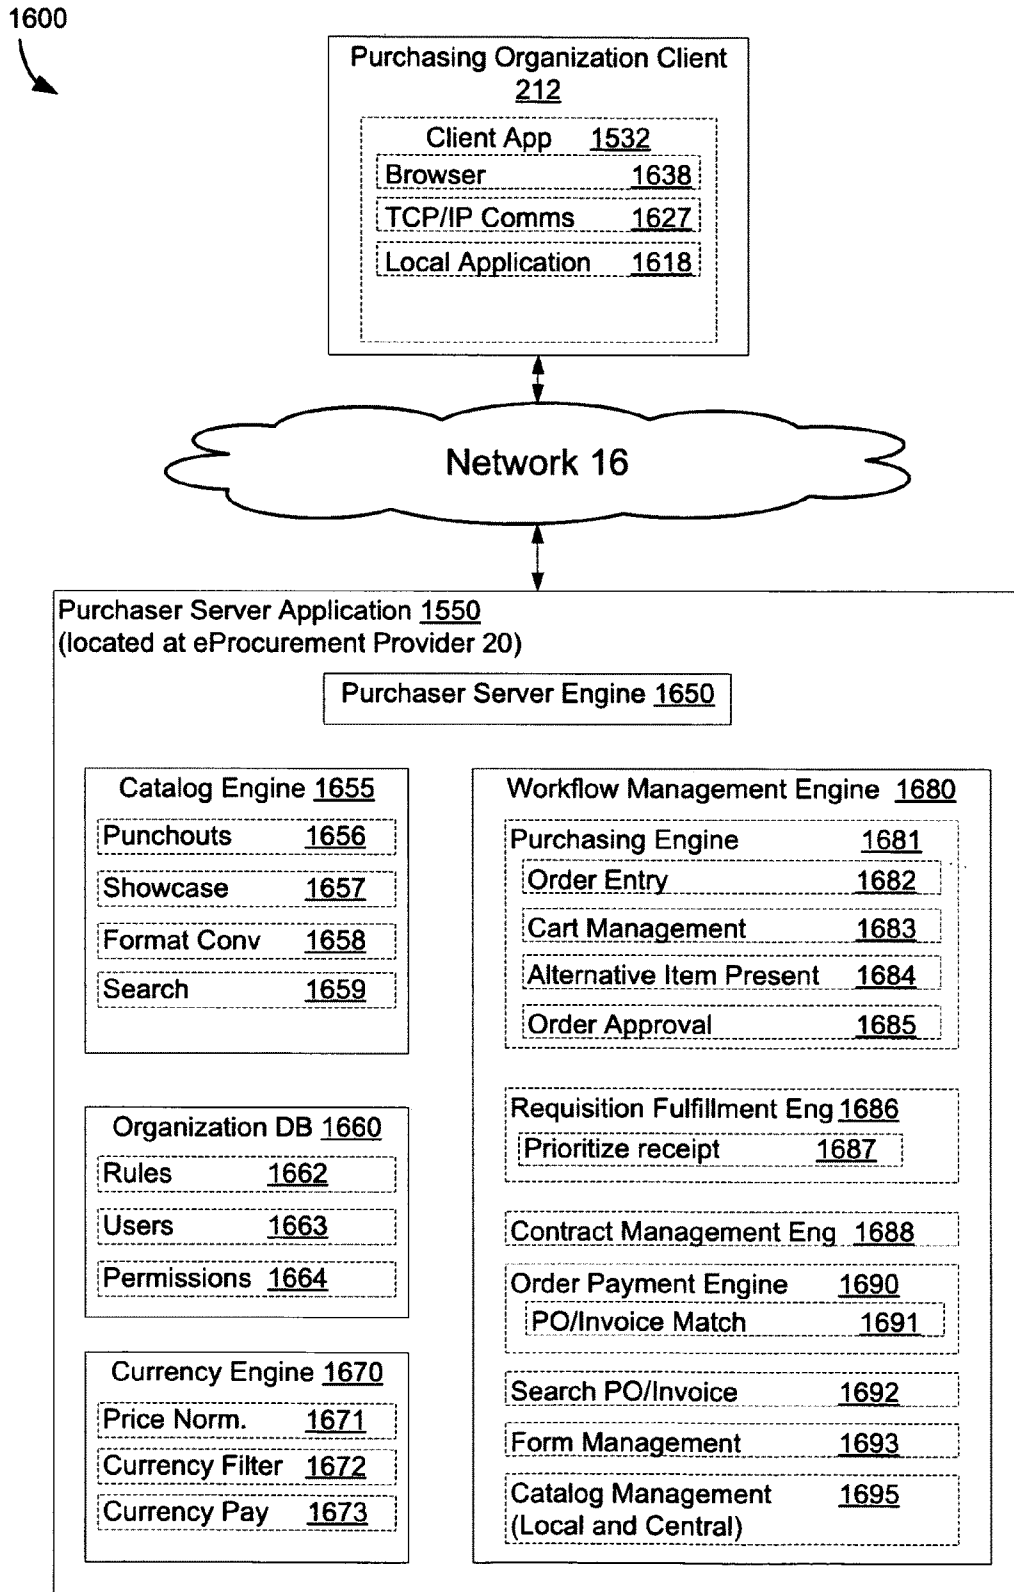 1600
Purchasing Organization Client
212
Client App 1532
Browser 1638
TCP/IP Comms 1627
Local Application 1618
Network 16
Purchaser Server Application 1550
(located at eProcurement Provider 20)
Purchaser Server Engine 1650
Catalog Engine 1655
Punchouts 1656
Showcase 1657
Format Conv 1658
Search 1659
Organization DB 1660
Rules 1662
Users 1663
Permissions 1664
Currency Engine 1670
Price Norm. 1671
Currency Filter 1672
Currency Pay 1673
Workflow Management Engine 1680
Purchasing Engine 1681
Order Entry 1682
Cart Management 1683
Alternative Item Present 1684
Order Approval 1685
Requisition Fulfillment Eng 1686
Prioritize receipt 1687
Contract Management Eng 1688
Order Payment Engine 1690
PO/Invoice Match 1691
Search PO/Invoice 1692
Form Management 1693
Catalog Management 1695
(Local and Central)